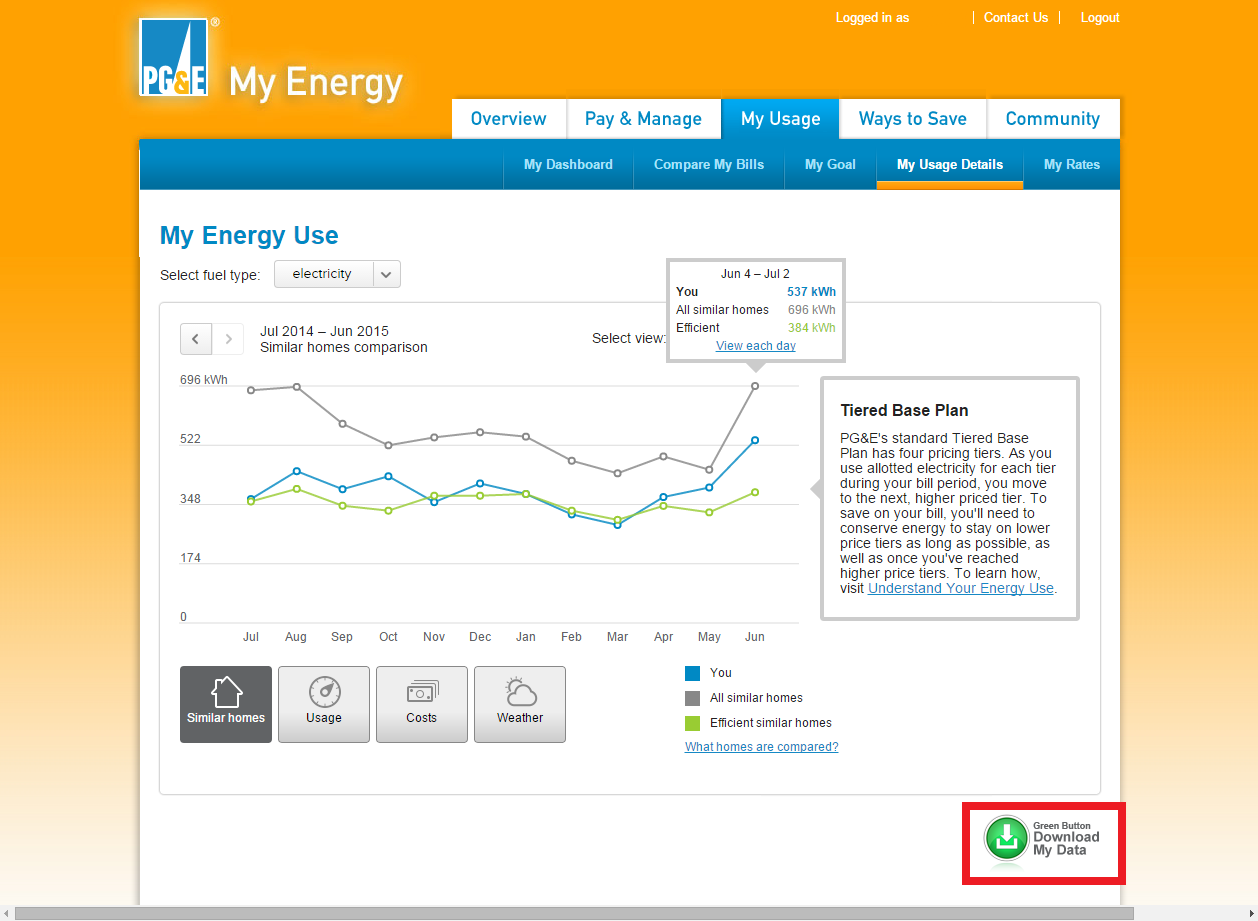 Logged in as
Contact Us
Logout
PG&E®
My Energy
Overview
Pay & Manage
My Usage
Ways to Save
Community
My Dashboard
Compare My Bills
My Goal
My Usage Details
My Rates
My Energy Use
Select fuel type:
electricity
Jul 2014 – Jun 2015
Similar homes comparison
Select view:
Jun 4 – Jul 2
You 537 kWh
All similar homes 696 kWh
Efficient 384 kWh
View each day
696 kWh
522
348
174
0
Jul Aug Sep Oct Nov Dec Jan Feb Mar Apr May Jun
Tiered Base Plan
PG&E's standard Tiered Base
Plan has four pricing tiers. As you
use allotted electricity for each tier
during your bill period, you move
to the next, higher priced tier. To
save on your bill, you'll need to
conserve energy to stay on lower
price tiers as long as possible, as
well as once you've reached
higher price tiers. To learn how,
visit Understand Your Energy Use.
Similar homes
Usage
Costs
Weather
You
All similar homes
Efficient similar homes
What homes are compared?
Green Button
Download
My Data